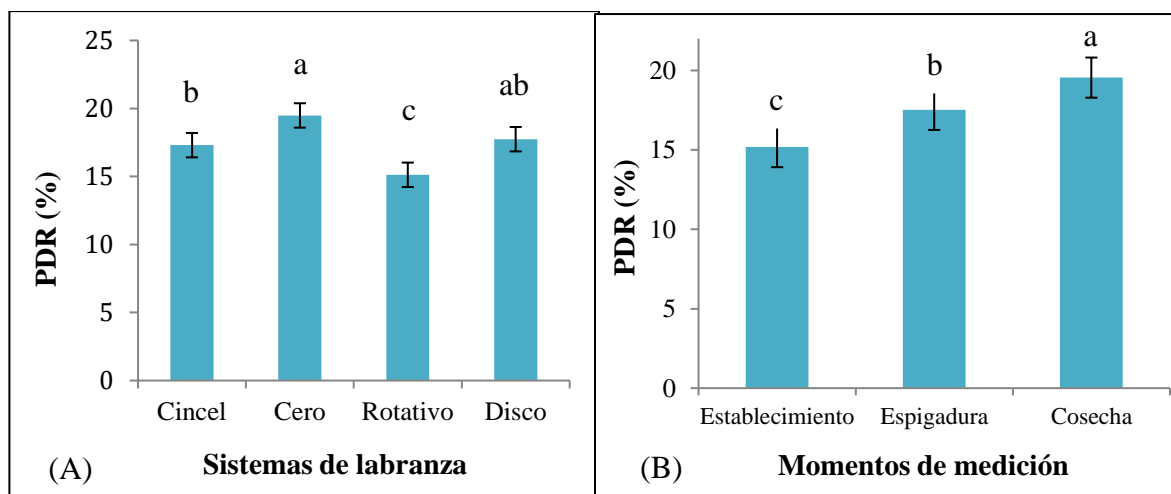 PDR (%)
25
20
15
10
5
0
b
a
c
ab
Cincel Cero Rotativo Disco
(A) Sistemas de labranza
PDR (%)
20
15
10
5
0
c
b
a
Establecimiento Espigadura Cosecha
(B) Momentos de medición